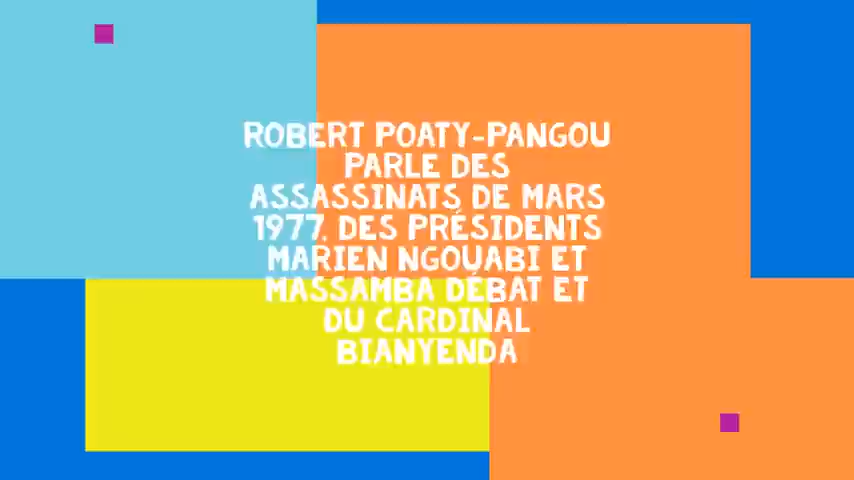 ROBERT POATY-PANGOU
PARLE DES
ASSASSINATS DE MARS
1977, DES PRÉSIDENTS
MARIEN NGOUABI ET
MASSAMBA DÉBAT ET
DU CARDINAL
BIANYENDA